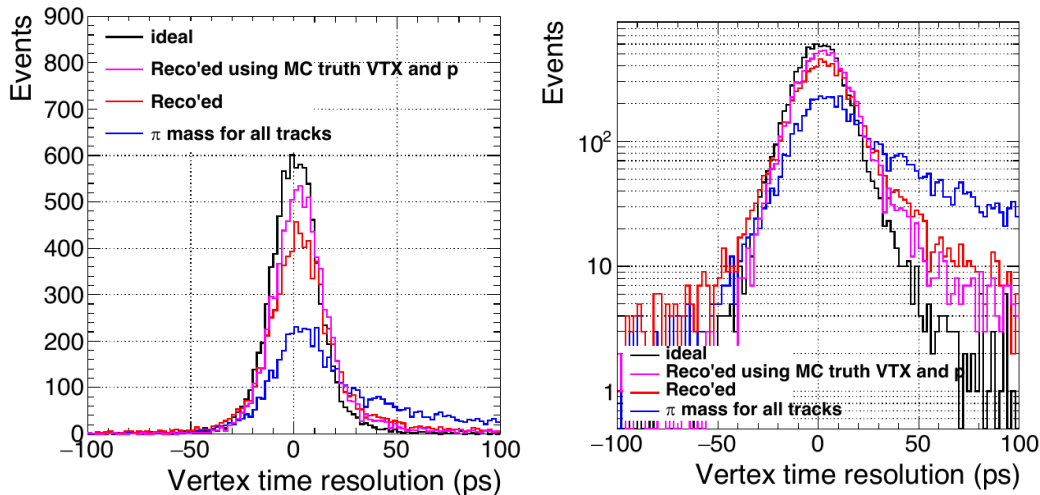 Events
900
800
700
600
500
400
300
200
100
0
ideal
Reco'ed using MC truth VTX and p
Reco'ed
π mass for all tracks
−100
−50
0
50
100
Vertex time resolution (ps)
Events
10²
10
1
ideal
Reco'ed using MC truth VTX and p
Reco'ed
π mass for all tracks
−100
−50
0
50
100
Vertex time resolution (ps)